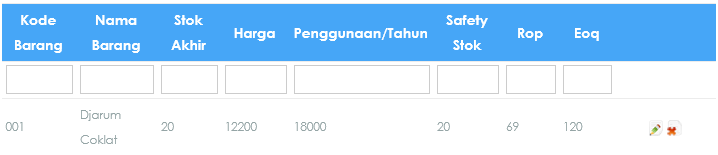 Kode Barang Nama Barang Stok Akhir Harga Penggunaan/Tahun Safety Stok Rop Eoq
001 Djarum Coklat 20 12200 18000 20 69 120